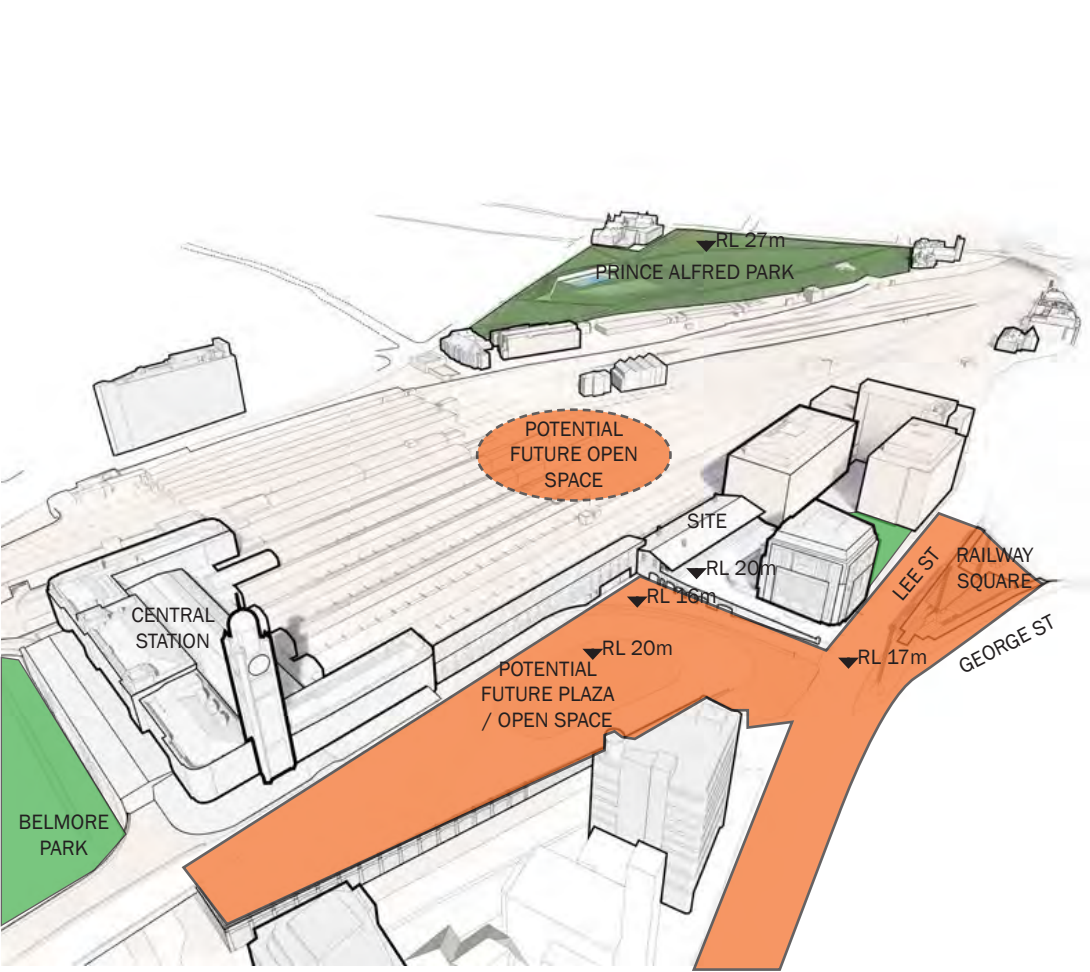 RL 27m
PRINCE ALFRED PARK
POTENTIAL
FUTURE OPEN
SPACE
SITE
RL 20m
RL 16m
LEE ST
RAILWAY
SQUARE
CENTRAL
STATION
GEORGE ST
RL 20m
RL 17m
POTENTIAL
FUTURE PLAZA
/ OPEN SPACE
BELMORE
PARK